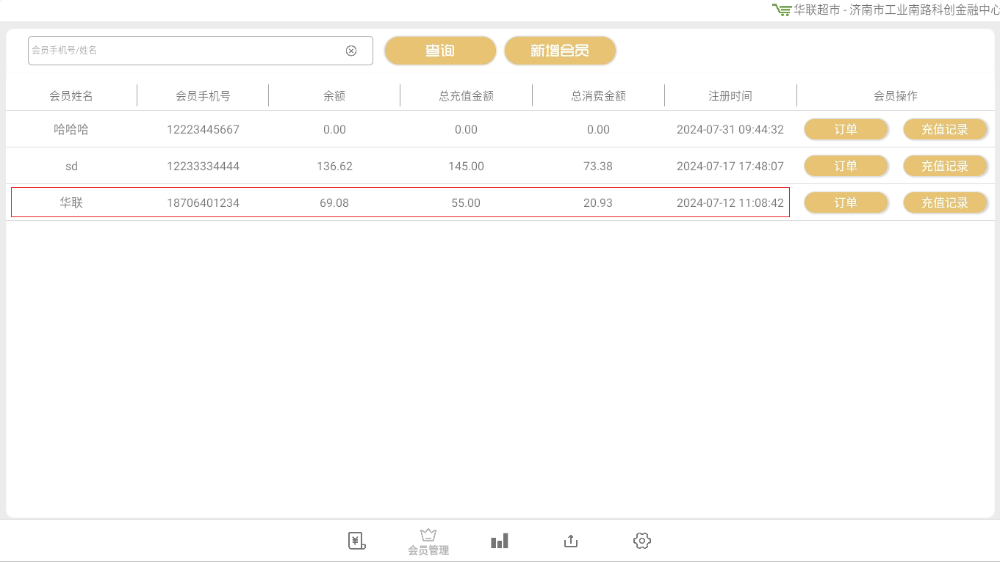 华联超市 - 济南市工业南路科创金融中心
会员手机号/姓名 查询 新增会员
会员姓名 会员手机号 余额 总充值金额 总消费金额 注册时间 会员操作
哈哈哈 12223445667 0.00 0.00 0.00 2024-07-31 09:44:32 订单 充值记录
sd 12233334444 136.62 145.00 73.38 2024-07-17 17:48:07 订单 充值记录
华联 18706401234 69.08 55.00 20.93 2024-07-12 11:08:42 订单 充值记录
会员管理